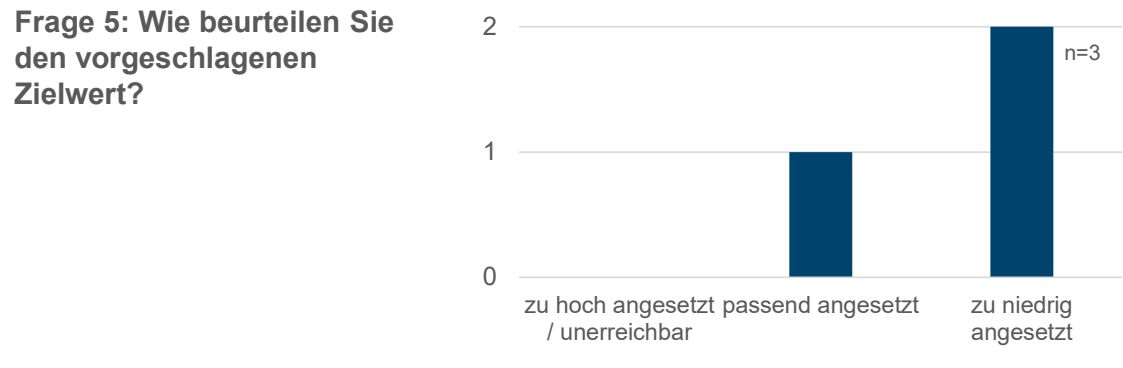 Frage 5: Wie beurteilen Sie
den vorgeschlagenen
Zielwert?
2
n=3
1
0
zu hoch angesetzt
/ unerreichbar
passend angesetzt
zu niedrig
angesetzt